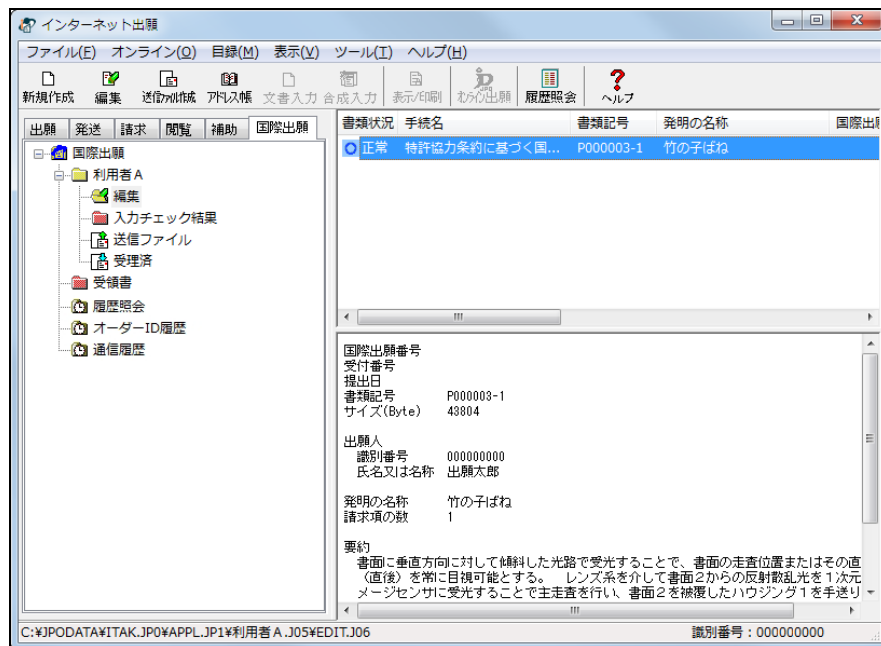 インターネット出願
ファイル(F) オンライン(O) 目録(M) 表示(V) ツール(T) ヘルプ(H)
新規作成 編集 送信ﾌｧｲﾙ作成 ｱﾄﾞﾚｽ帳 文書入力 合成入力 表示/印刷 ｵﾝﾗｲﾝ出願 履歴照会 ヘルプ
出願 発送 請求 閲覧 補助 国際出願
国際出願
利用者A
編集
入力チェック結果
送信ファイル
受理済
受領書
履歴照会
オーダーID履歴
通信履歴
書類状況 手続名 書類記号 発明の名称 国際出願
正常 特許協力条約に基づく国... P000003-1 竹の子ばね
国際出願番号
受付番号
提出日
書類記号 P000003-1
サイズ(Byte) 43804
出願人
識別番号 000000000
氏名又は名称 出願太郎
発明の名称 竹の子ばね
請求項の数 1
要約
書面に垂直方向に対して傾斜した光路で受光することで、書面の走査位置またはその直
（直後）を常に目視可能とする。 レンズ系を介して書面２からの反射散乱光を１次元
メージセンサに受光することで主走査を行い、書面２を被覆したハウジング１を手送り
C:¥JPODATA¥ITAK.JP0¥APPL.JP1¥利用者A.J05¥EDIT.J06 識別番号：000000000